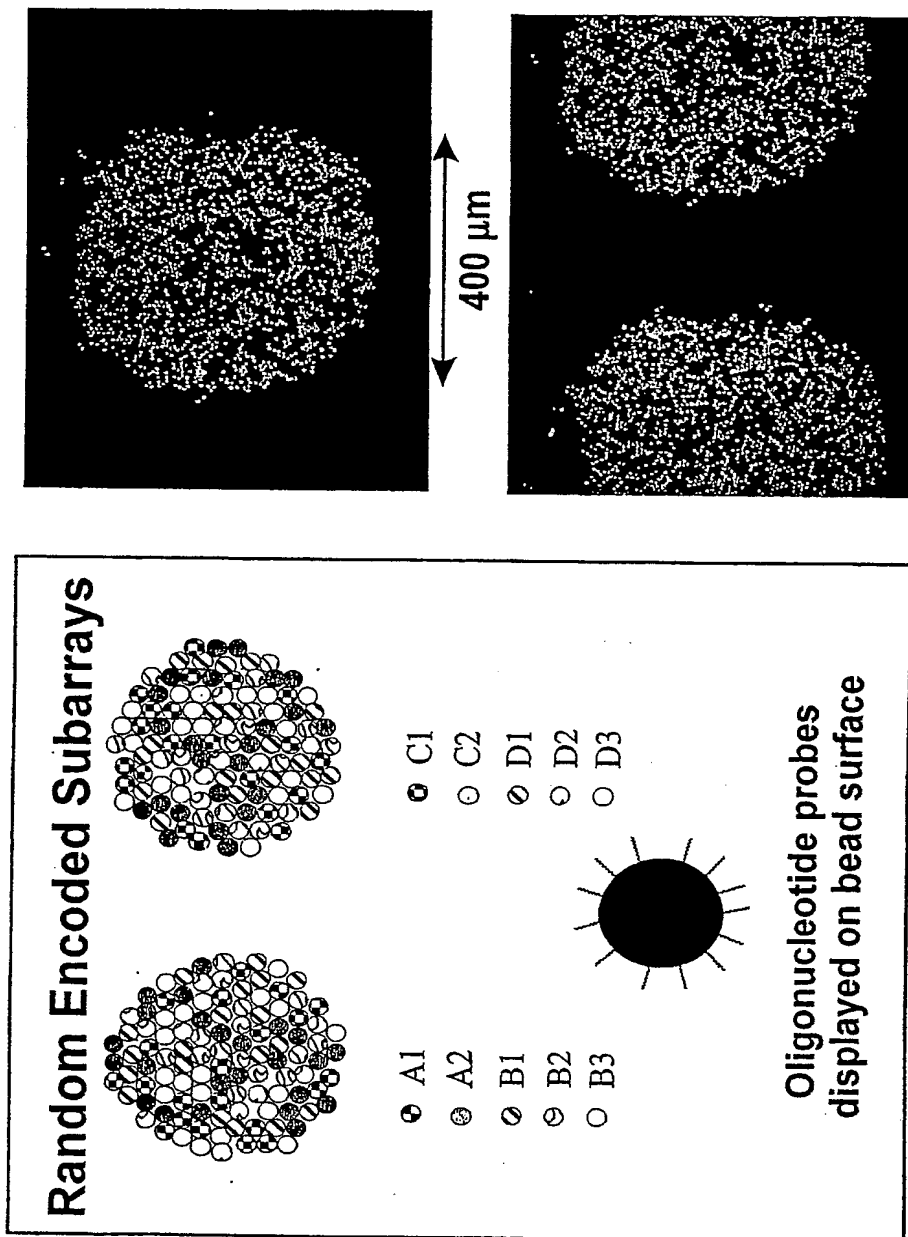 Random Encoded Subarrays
A1
A2
B1
B2
B3
C1
C2
D1
D2
D3
Oligonucleotide probes
displayed on bead surface
400 µm